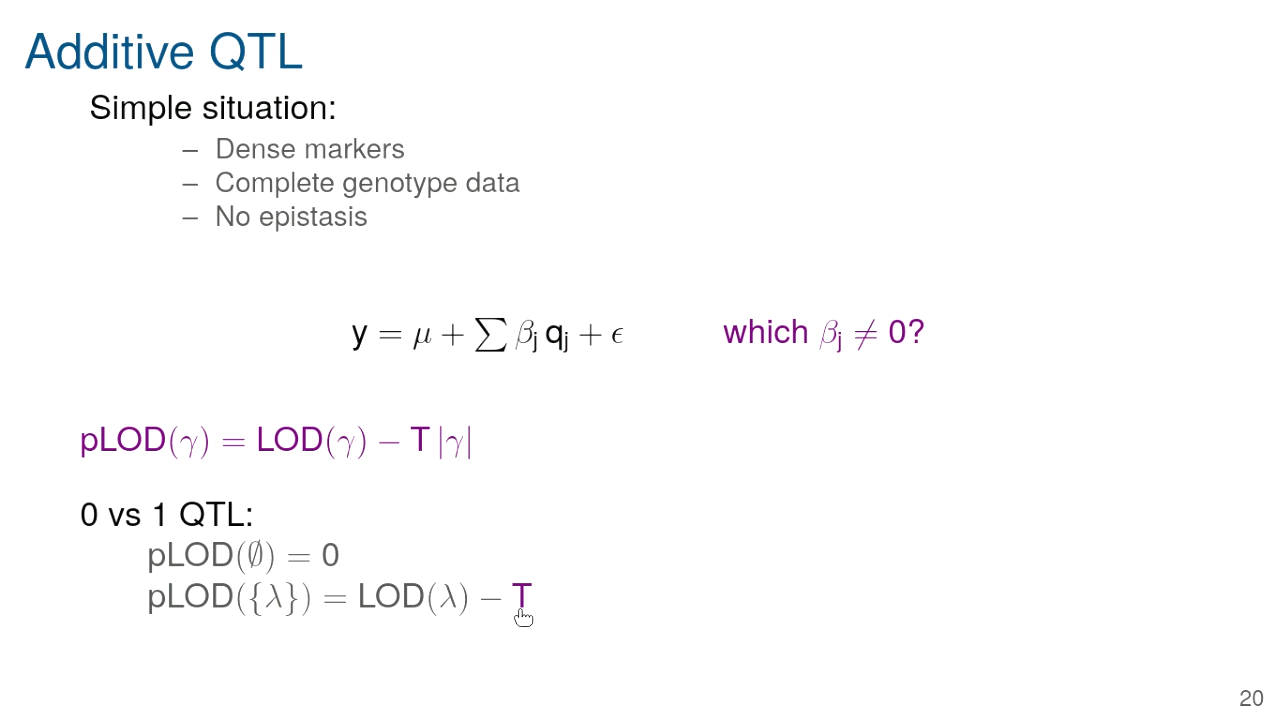 Additive QTL
Simple situation:
– Dense markers
– Complete genotype data
– No epistasis
y = μ + ∑ βⱼ qⱼ + ϵ which βⱼ ≠ 0?
pLOD(γ) = LOD(γ) − T |γ|
0 vs 1 QTL:
pLOD(∅) = 0
pLOD({λ}) = LOD(λ) − T
20